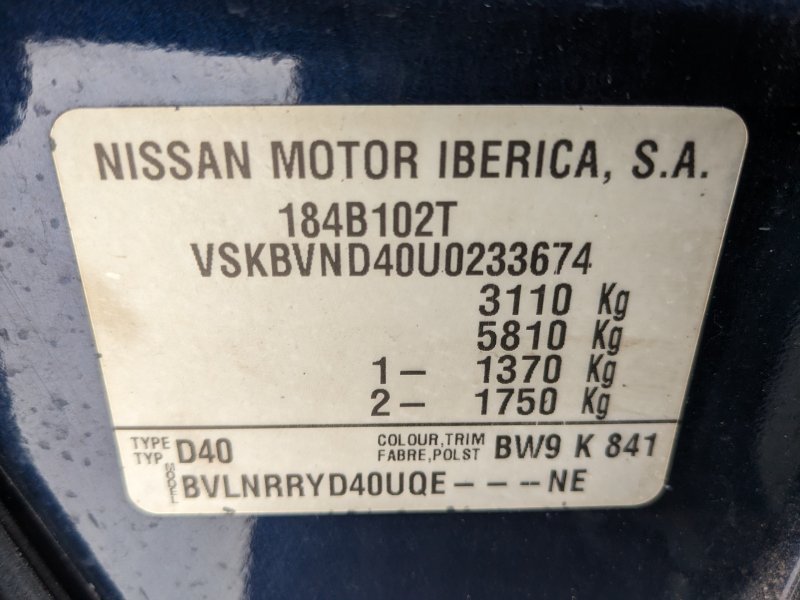 NISSAN MOTOR IBERICA, S.A.
184B102T
VSKBVND40U0233674
3110 Kg
5810 Kg
1- 1370 Kg
2- 1750 Kg
TYPE
TYP D40 COLOUR,TRIM
FABRE,POLST BW9 K 841
MODEL BVLNRRYD40UQE---NE